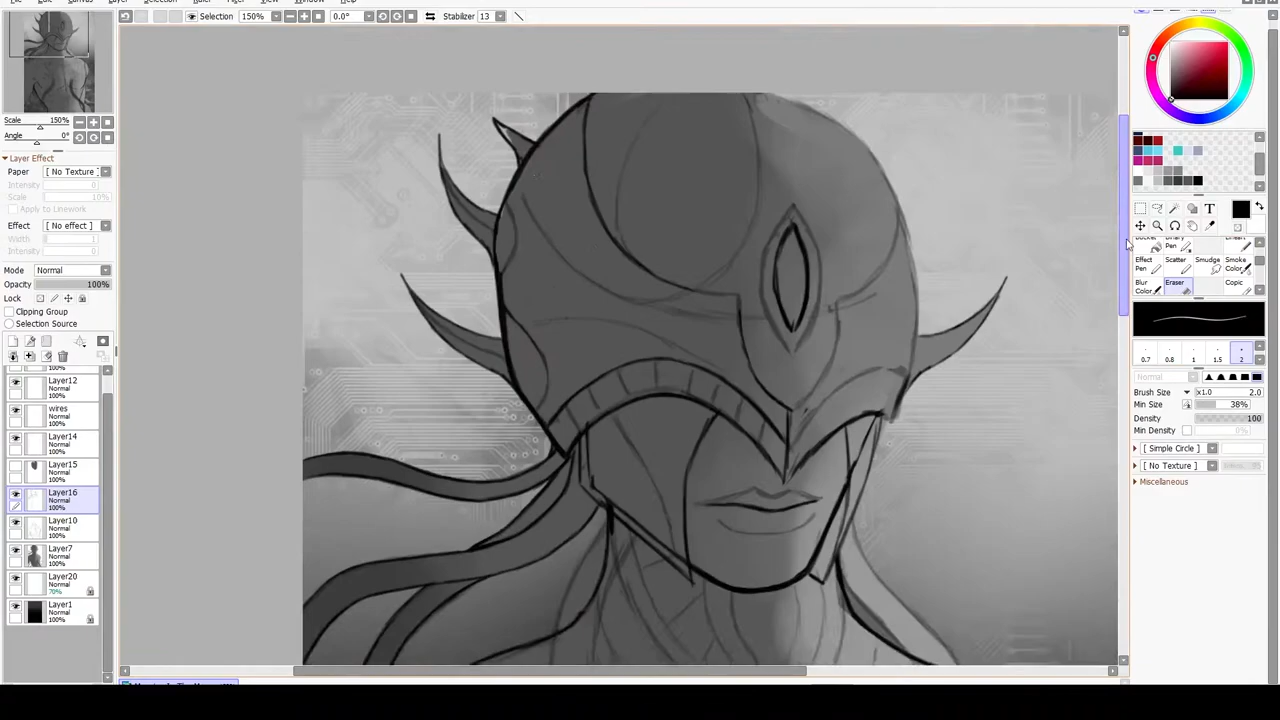 Selection 150% 0.0° Stabilizer 13
Scale 150%
Angle 0°
Layer Effect
Paper [ No Texture ]
Intensity 0
Scale 10%
Apply to Linework
Effect [ No effect ]
Width 1
Mode Normal
Opacity 100%
Lock
Clipping Group
Selection Source
Layer12
Normal
100%
wires
Normal
100%
Layer14
Normal
100%
Layer15
Normal
100%
Layer16
Normal
100%
Layer10
Normal
100%
Layer7
Normal
100%
Layer20
Normal
70%
Layer1
Normal
100%
T
Pen
Effect Pen
Scatter
Smudge
Smoke Color
Blur Color
Eraser
Copic
0.7 0.8 1 1.5 2
Normal
Brush Size x1.0 2.0
Min Size 38%
Density 100
Min Density 0%
[ Simple Circle ]
[ No Texture ]
Miscellaneous